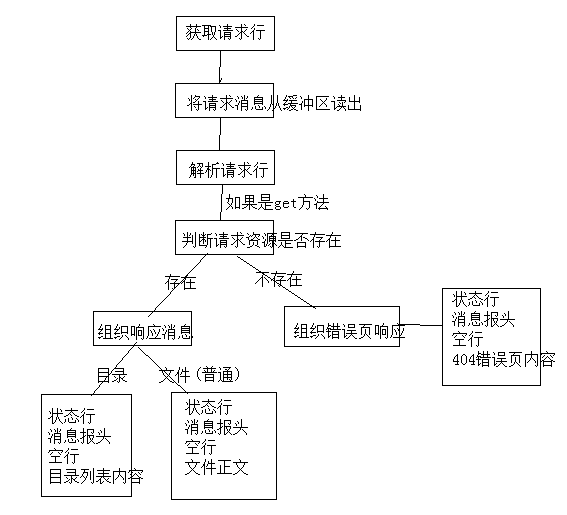 获取请求行
将请求消息从缓冲区读出
解析请求行
如果是get方法
判断请求资源是否存在
存在
不存在
组织响应消息
组织错误页响应
状态行
消息报头
空行
404错误页内容
目录
文件(普通)
状态行
消息报头
空行
目录列表内容
状态行
消息报头
空行
文件正文